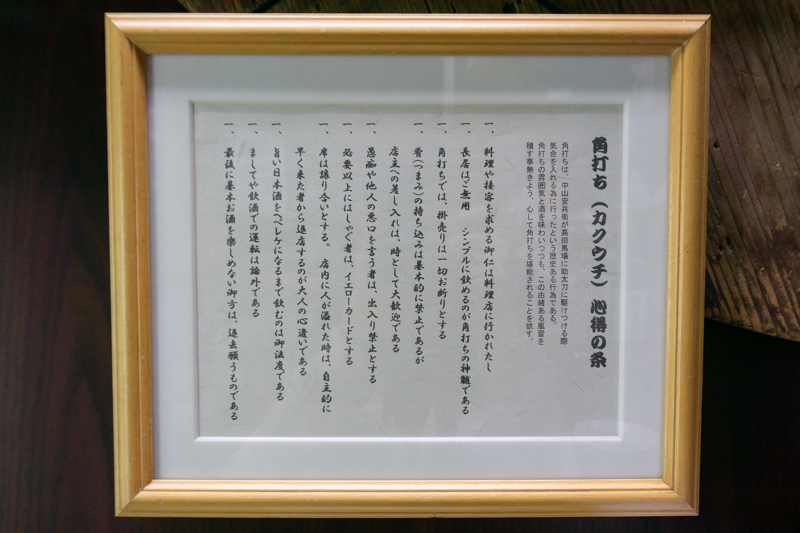 角打ち（カクウチ）心得の条
角打ちは、中山安兵衛が高田馬場に助太刀に駆けつける際
気合を入れる為に行ったという歴史ある行為である。
角打ちの雰囲気と酒を味わいつつも、この由緒ある風習を
穢す事無きよう、心して角打ちを堪能されることを欲す。
一、料理や接客を求める御仁は料理店に行かれたし
一、長居はご無用　シンプルに飲めるのが角打ちの神髄である
一、角打ちでは、掛売りは一切お断りとする
一、肴（つまみ）の持ち込みは基本的に禁止であるが
店主への差し入れは、時として大歓迎である
一、愚痴や他人の悪口を言う者は、出入り禁止とする
一、必要以上にはしゃぐ者は、イエローカードとする
一、席は譲り合いとする。店内に人が溢れた時は、自主的に
早く来た者から退店するのが大人の心遣いである
一、旨い日本酒をヘベレケになるまで飲むのは御法度である
一、ましてや飲酒での運転は論外である
一、最後に基本お酒を楽しめない御方は、退去願うものである